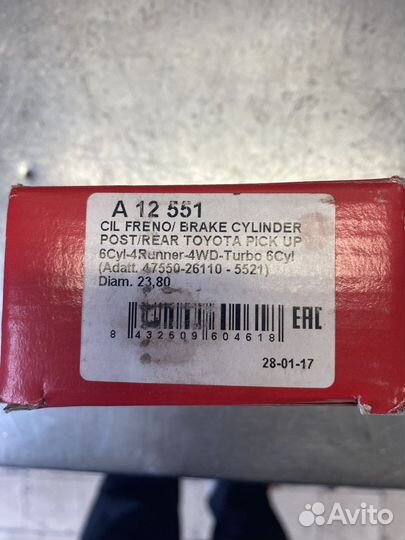 A 12 551
CIL FRENO/ BRAKE CYLINDER
POST/REAR TOYOTA PICK UP
6Cyl-4Runner-4WD-Turbo 6Cyl
(Adatt. 47550-26110 - 5521)
Diam. 23,80
8 432609 604618
EAC
28-01-17
Avito